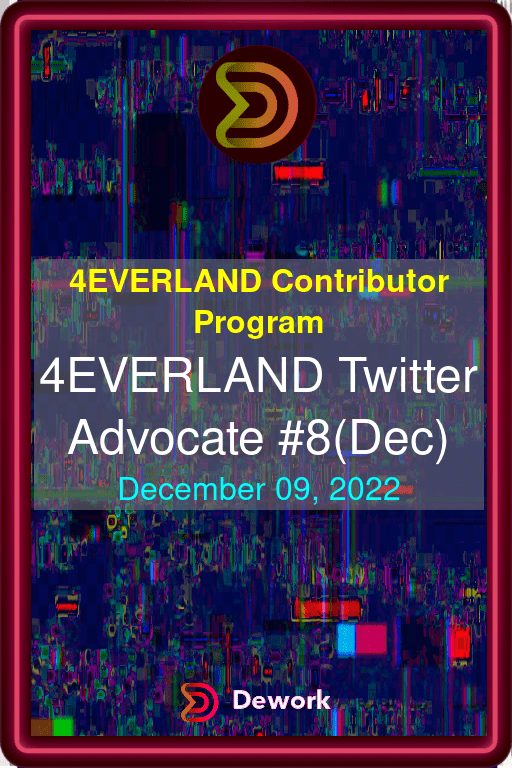 4EVERLAND Contributor
Program
4EVERLAND Twitter
Advocate #8(Dec)
December 09, 2022
Dework